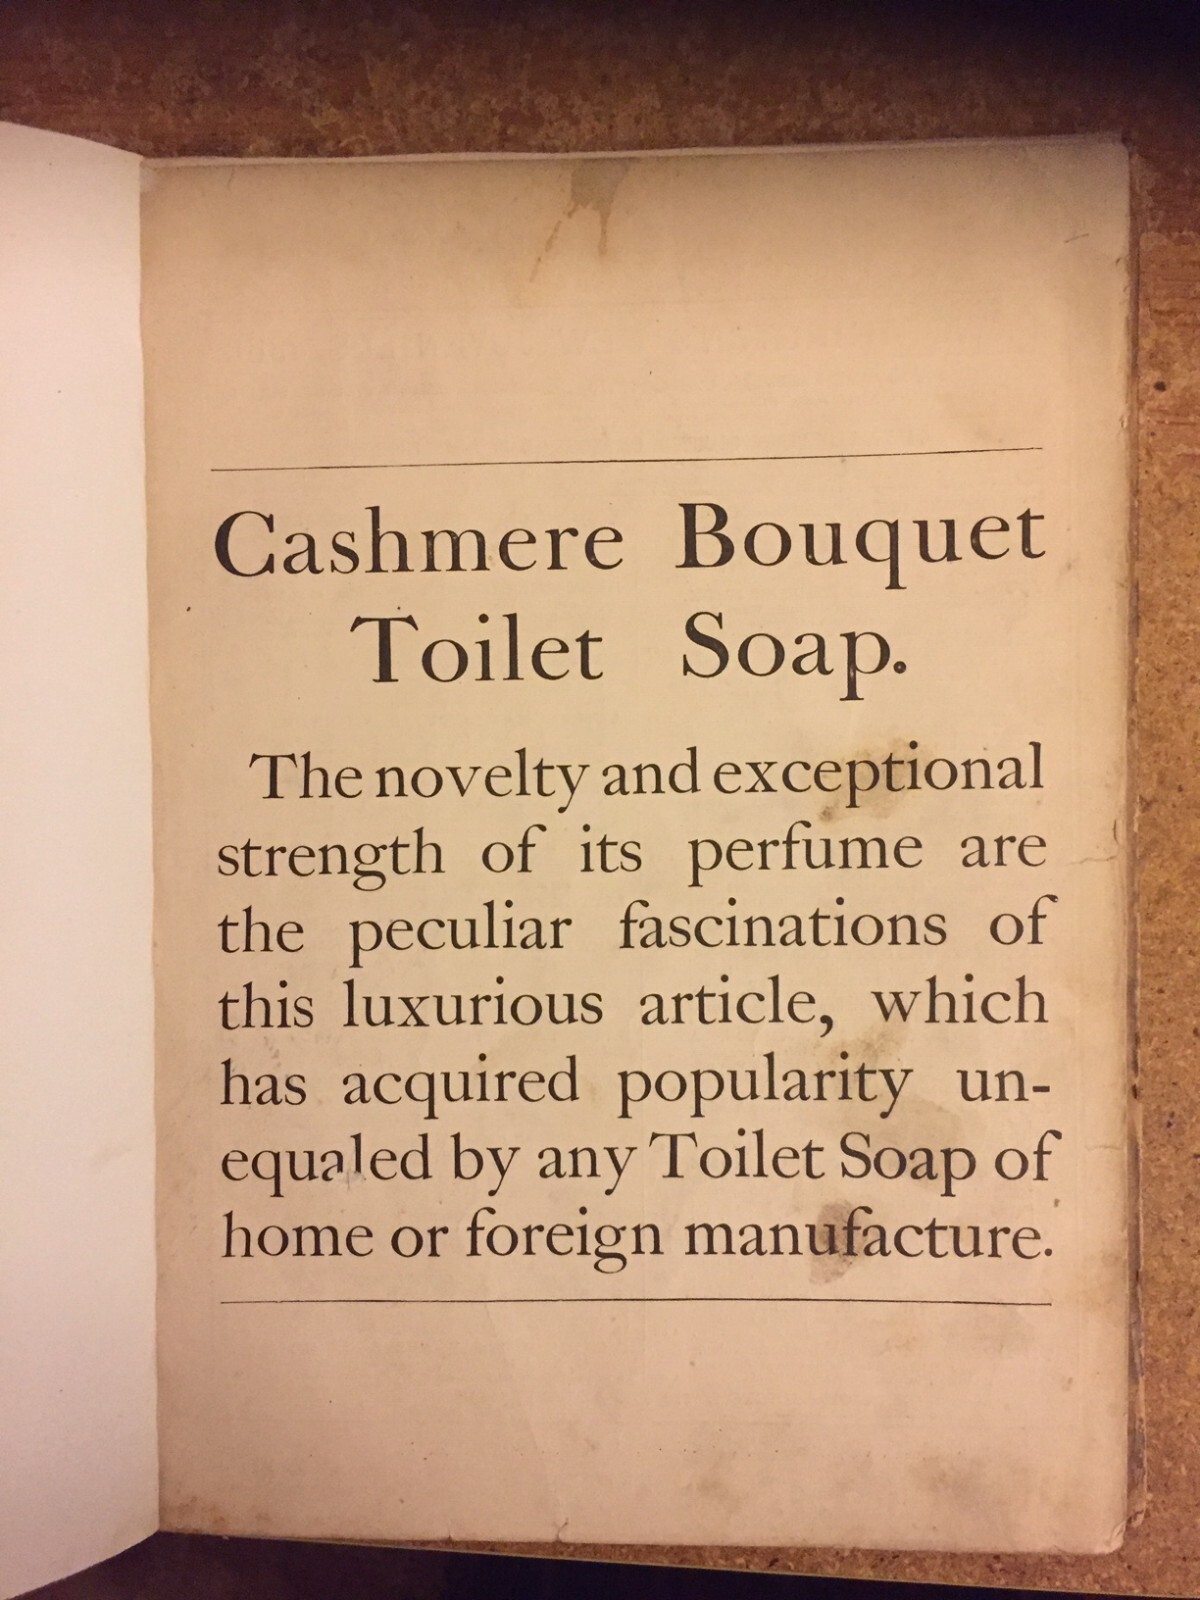 Cashmere Bouquet
Toilet Soap.
The novelty and exceptional
strength of its perfume are
the peculiar fascinations of
this luxurious article, which
has acquired popularity un-
equaled by any Toilet Soap of
home or foreign manufacture.